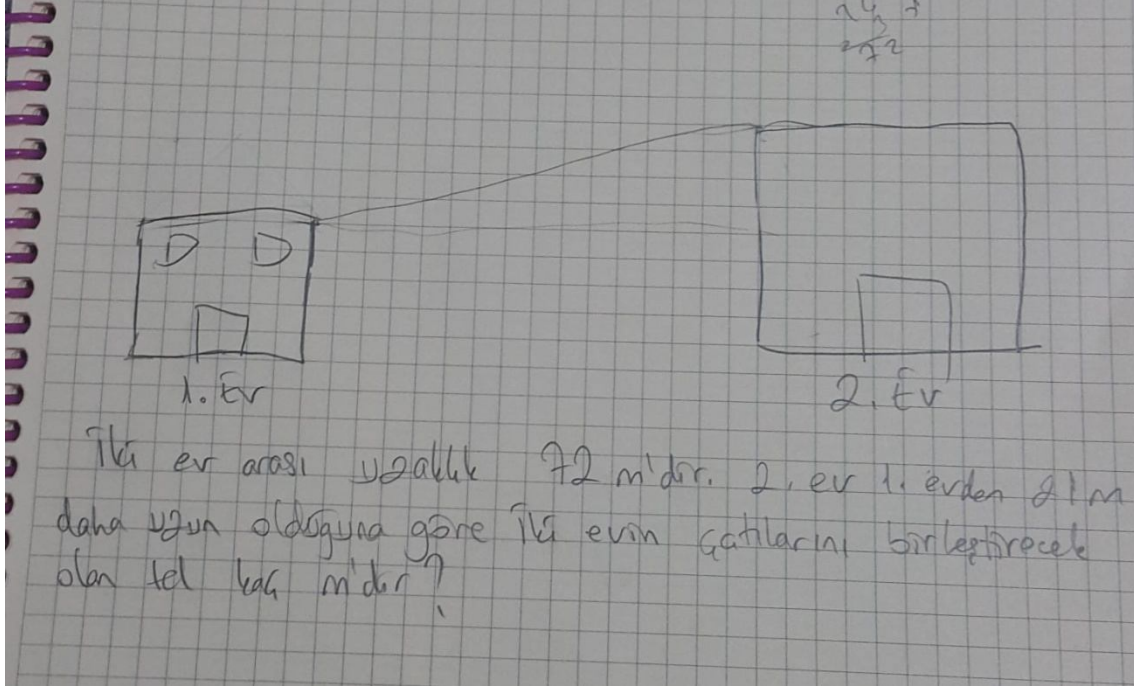 1. Ev
2. Ev
İki ev arası uzaklık 72 m'dir. 2. ev 1. evden 21 m
daha uzun olduğuna göre iki evin çatılarını birleştirecek
olan tel kaç m'dir?